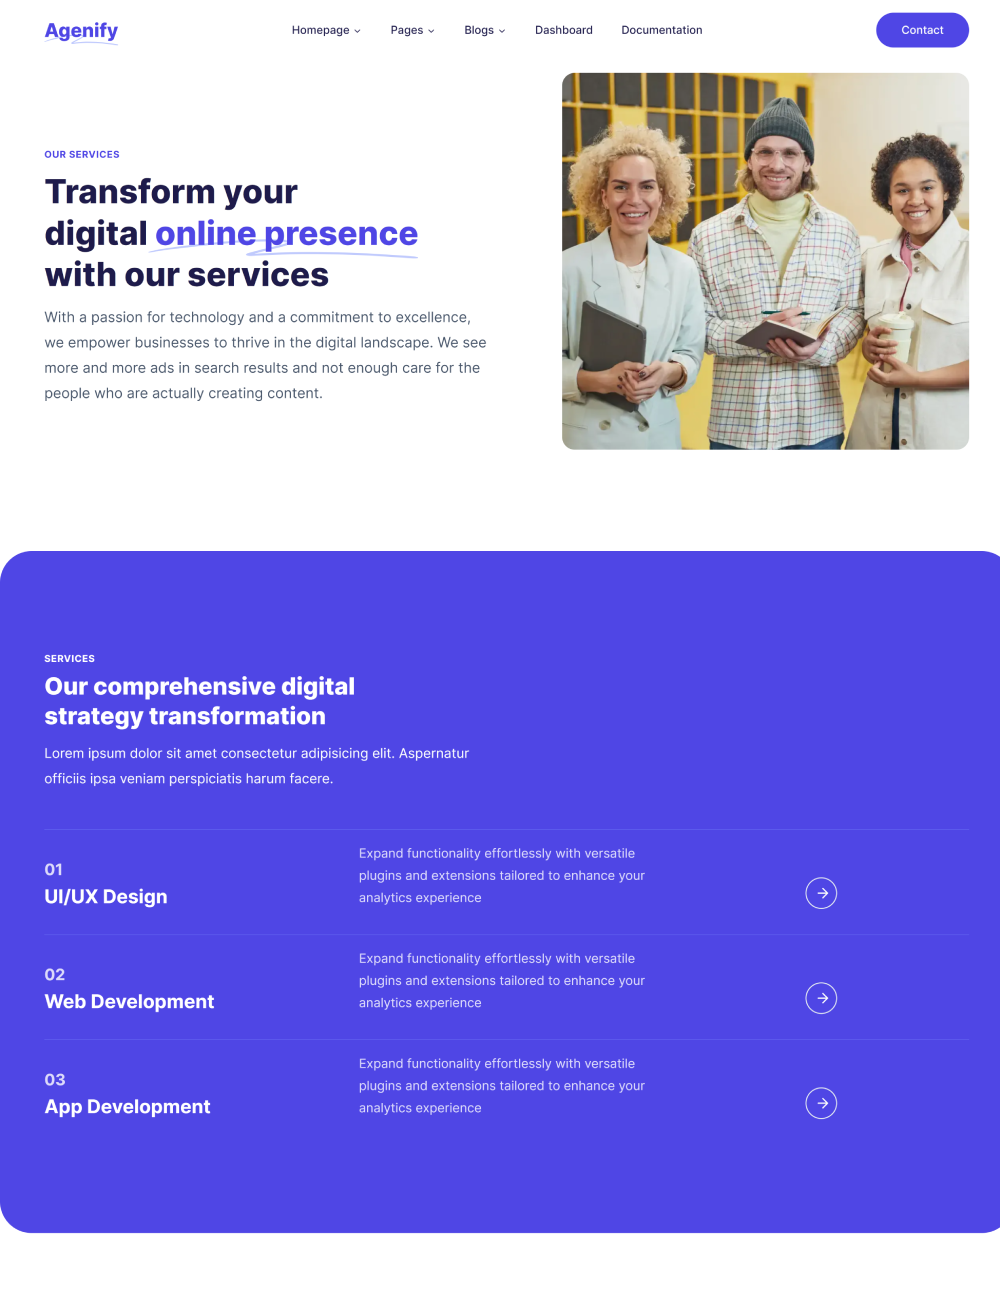 Agenify
Homepage
Pages
Blogs
Dashboard
Documentation
Contact
OUR SERVICES
Transform your
digital online presence
with our services
With a passion for technology and a commitment to excellence,
we empower businesses to thrive in the digital landscape. We see
more and more ads in search results and not enough care for the
people who are actually creating content.
SERVICES
Our comprehensive digital
strategy transformation
Lorem ipsum dolor sit amet consectetur adipisicing elit. Aspernatur
officiis ipsa veniam perspiciatis harum facere.
01
UI/UX Design
Expand functionality effortlessly with versatile
plugins and extensions tailored to enhance your
analytics experience
02
Web Development
Expand functionality effortlessly with versatile
plugins and extensions tailored to enhance your
analytics experience
03
App Development
Expand functionality effortlessly with versatile
plugins and extensions tailored to enhance your
analytics experience